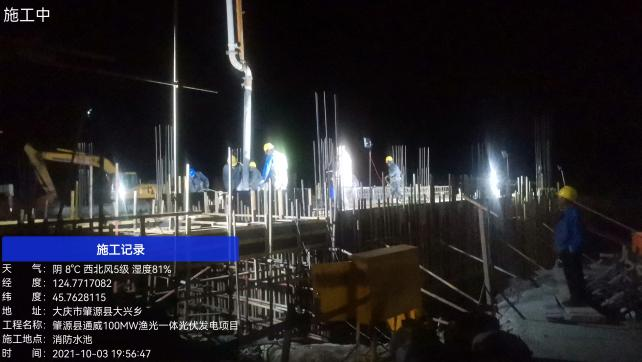 施工中
施工记录
天 气：阴 8℃ 西北风5级 湿度81%
经 度：124.7717082
纬 度：45.7628115
地 址：大庆市肇源县大兴乡
工程名称：肇源县通威100MW渔光一体光伏发电项目
施工地点：消防水池
时 间：2021-10-03 19:56:47